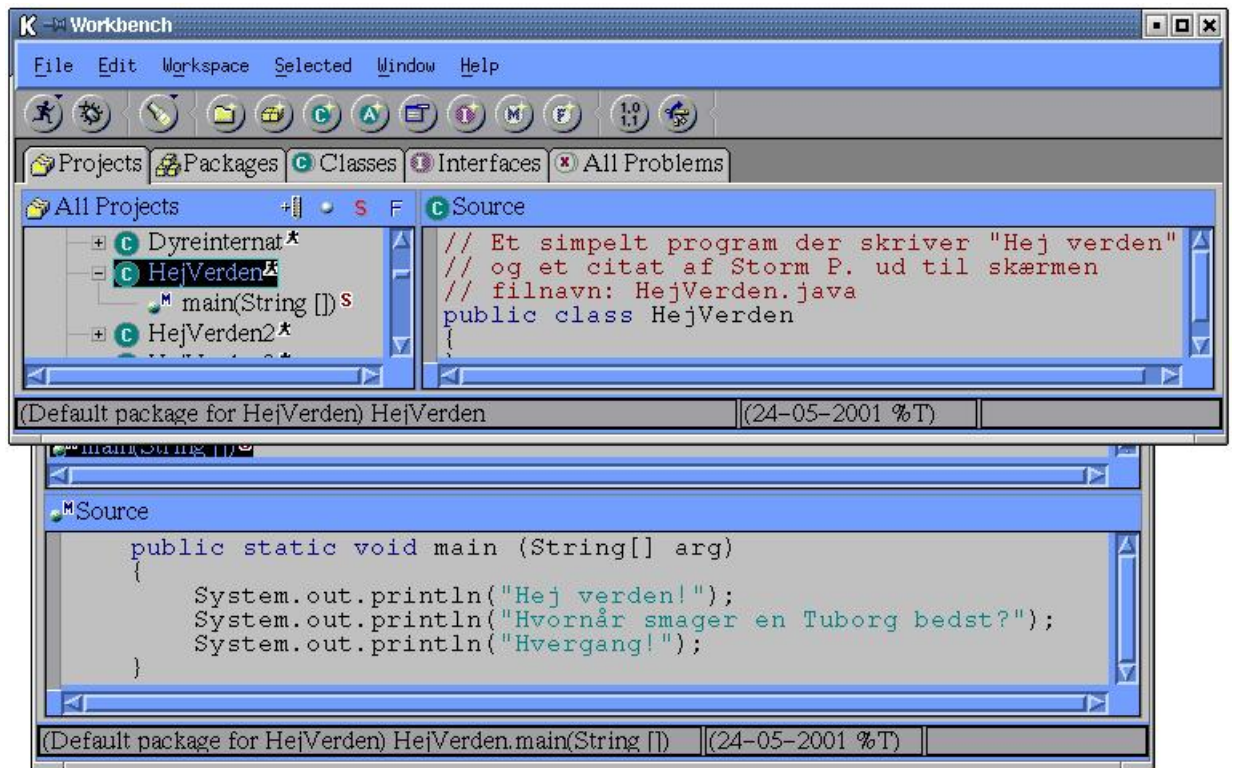 Workbench
File Edit Workspace Selected Window Help
Projects Packages Classes Interfaces All Problems
All Projects S F
Dyreinternat
HejVerden
main(String []) S
HejVerden2
Source
// Et simpelt program der skriver "Hej verden"
// og et citat af Storm P. ud til skærmen
// filnavn: HejVerden.java
public class HejVerden
{
(Default package for HejVerden) HejVerden (24-05-2001 %T)
main(String [])
Source
public static void main (String[] arg)
{
System.out.println("Hej verden!");
System.out.println("Hvornår smager en Tuborg bedst?");
System.out.println("Hvergang!");
}
(Default package for HejVerden) HejVerden.main(String []) (24-05-2001 %T)